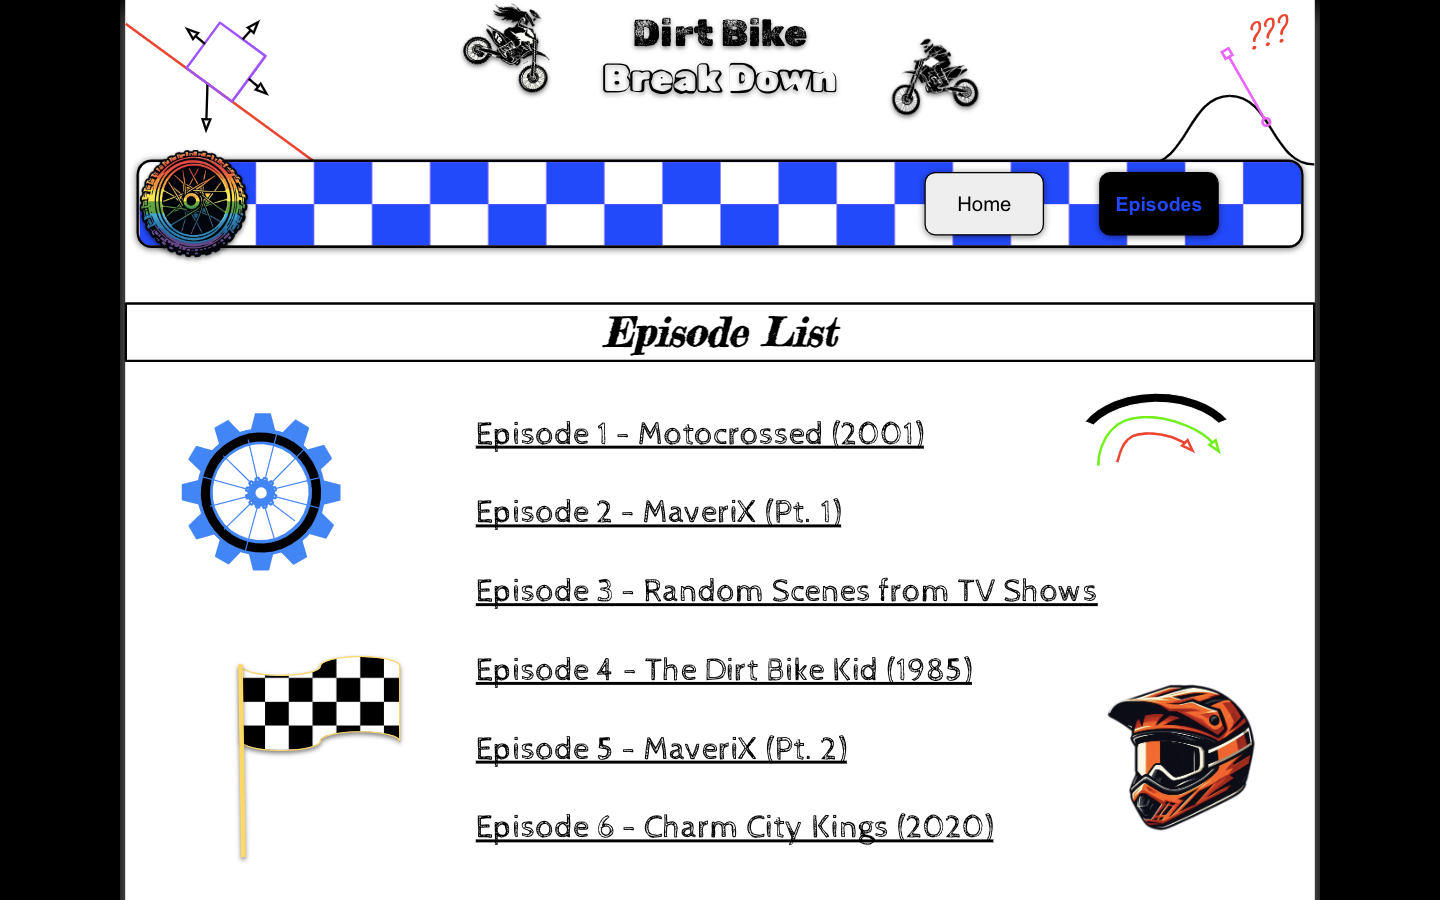 Dirt Bike
Break Down
???
Home
Episodes
Episode List
Episode 1 - Motocrossed (2001)
Episode 2 - MaveriX (Pt. 1)
Episode 3 - Random Scenes from TV Shows
Episode 4 - The Dirt Bike Kid (1985)
Episode 5 - MaveriX (Pt. 2)
Episode 6 - Charm City Kings (2020)